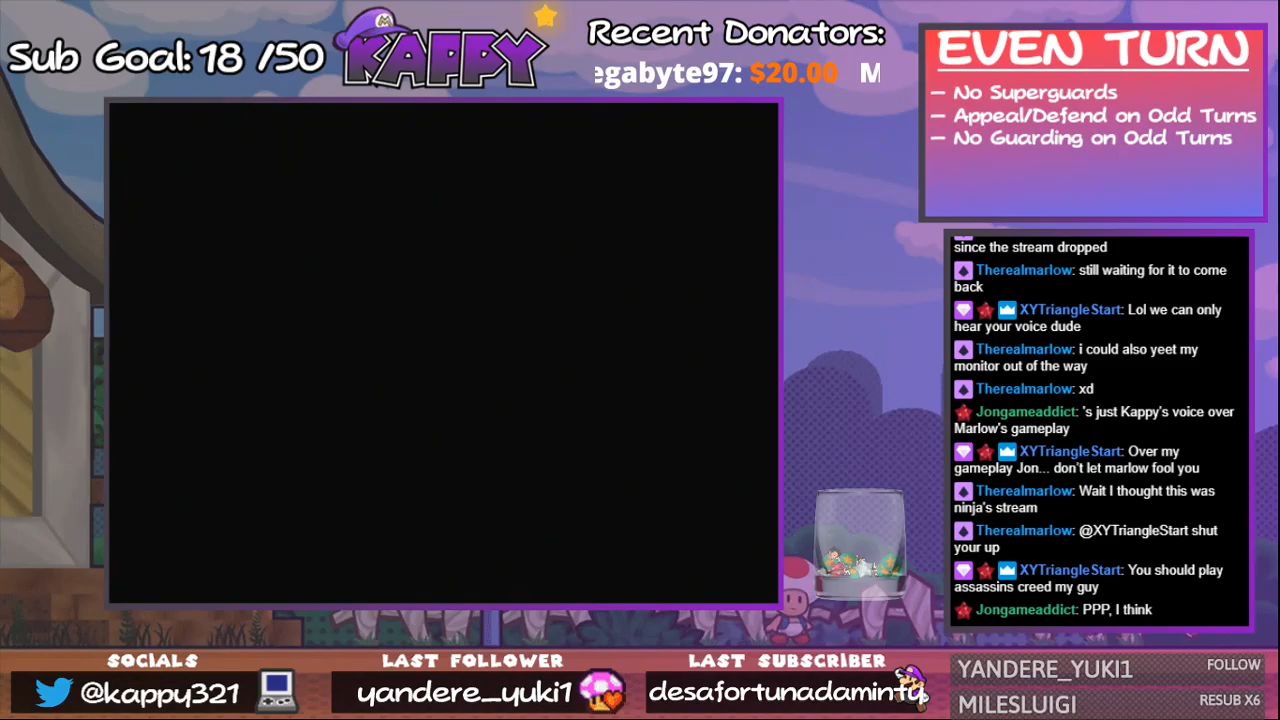 Sub Goal: 18 /50
KAPPY
Recent Donators:
egabyte97: $20.00 M
EVEN TURN
– No Superguards
– Appeal/Defend on Odd Turns
– No Guarding on Odd Turns
since the stream dropped
Therealmarlow: still waiting for it to come
back
XYTriangleStart: Lol we can only
hear your voice dude
Therealmarlow: i could also yeet my
monitor out of the way
Therealmarlow: xd
Jongameaddict: 's just Kappy's voice over
Marlow's gameplay
XYTriangleStart: Over my
gameplay Jon... don't let marlow fool you
Therealmarlow: Wait I thought this was
ninja's stream
Therealmarlow: @XYTriangleStart shut
your up
XYTriangleStart: You should play
assassins creed my guy
Jongameaddict: PPP, I think
SOCIALS
@kappy321
LAST FOLLOWER
yandere_yuki1
LAST SUBSCRIBER
desafortunadaminty
YANDERE_YUKI1 FOLLOW
MILESLUIGI RESUB X6